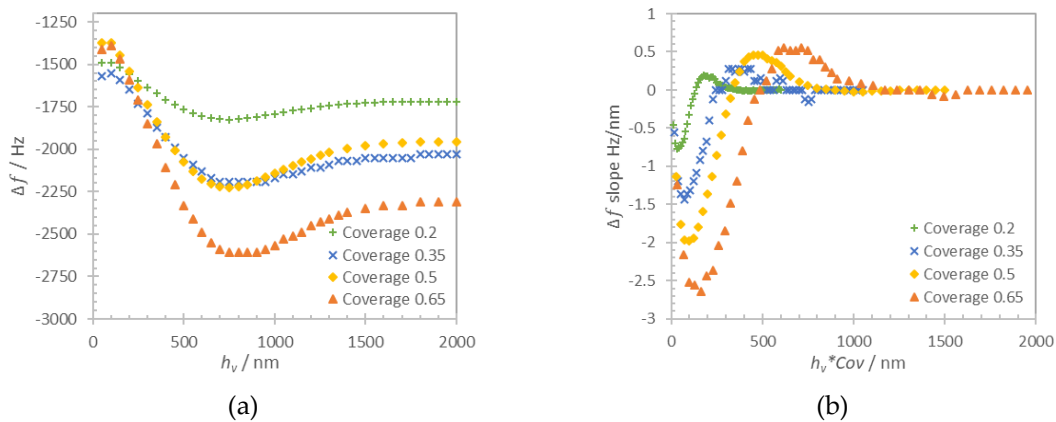 -1250
-1500
-1750
-2000
-2250
-2500
-2750
-3000
Δf / Hz
0 500 1000 1500 2000
h_v / nm
Coverage 0.2
Coverage 0.35
Coverage 0.5
Coverage 0.65
(a)
1
0.5
0
-0.5
-1
-1.5
-2
-2.5
-3
Δf slope Hz/nm
0 500 1000 1500 2000
h_v*Cov / nm
Coverage 0.2
Coverage 0.35
Coverage 0.5
Coverage 0.65
(b)